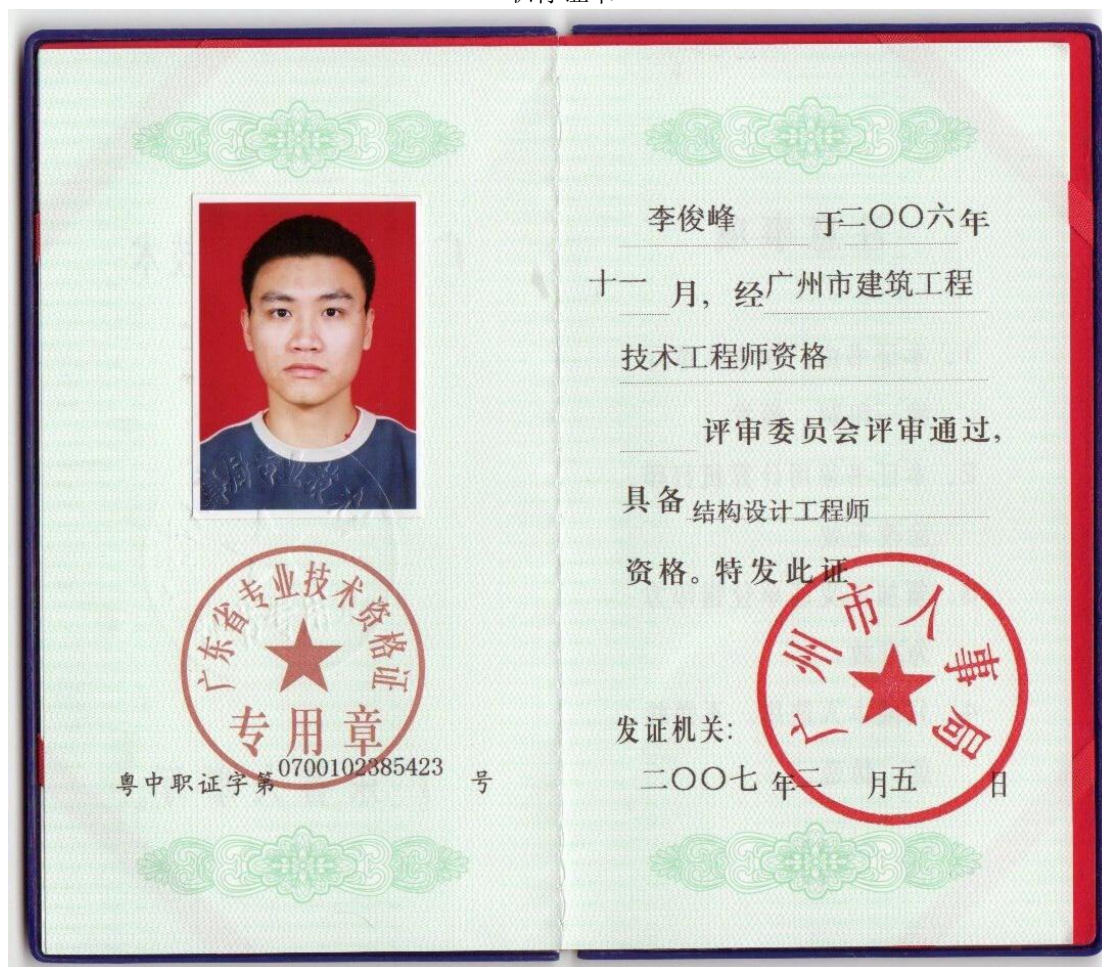 广东省专业技术资格证
专用章
粤中职证字第0700102385423 号
李俊峰 于二〇〇六年
十一月，经广州市建筑工程
技术工程师资格
评审委员会评审通过，
具备结构设计工程师
资格。特发此证
广州市人事局
发证机关：
二〇〇七年二月五日